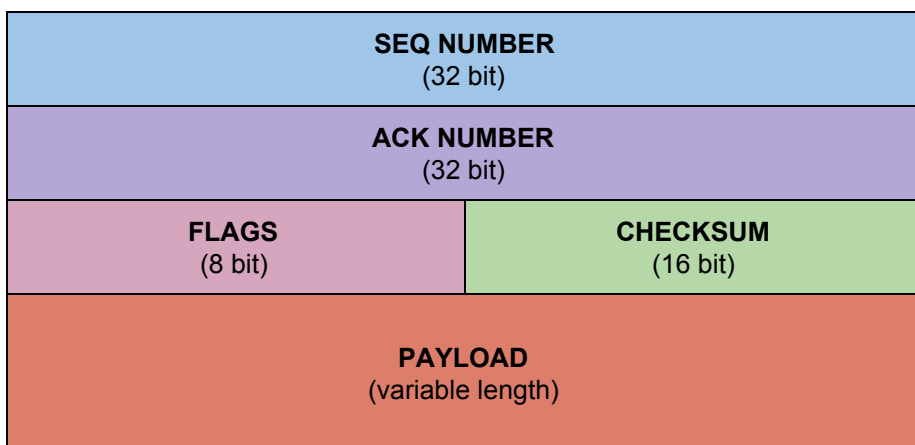 SEQ NUMBER
(32 bit)
ACK NUMBER
(32 bit)
FLAGS
(8 bit)
CHECKSUM
(16 bit)
PAYLOAD
(variable length)